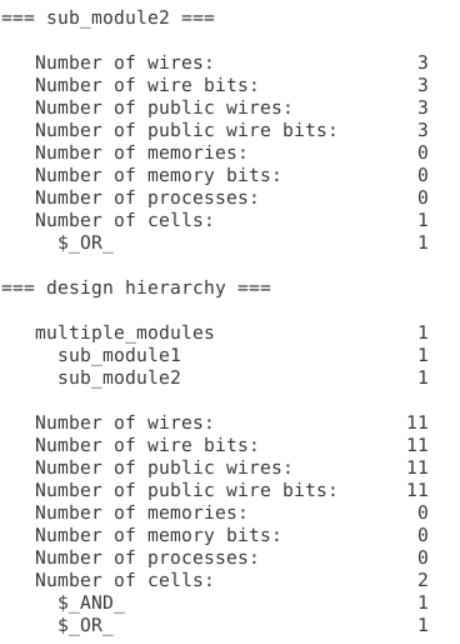 === sub_module2 ===
Number of wires: 3
Number of wire bits: 3
Number of public wires: 3
Number of public wire bits: 3
Number of memories: 0
Number of memory bits: 0
Number of processes: 0
Number of cells: 1
$_OR_ 1
=== design hierarchy ===
multiple_modules 1
sub_module1 1
sub_module2 1
Number of wires: 11
Number of wire bits: 11
Number of public wires: 11
Number of public wire bits: 11
Number of memories: 0
Number of memory bits: 0
Number of processes: 0
Number of cells: 2
$_AND_ 1
$_OR_ 1